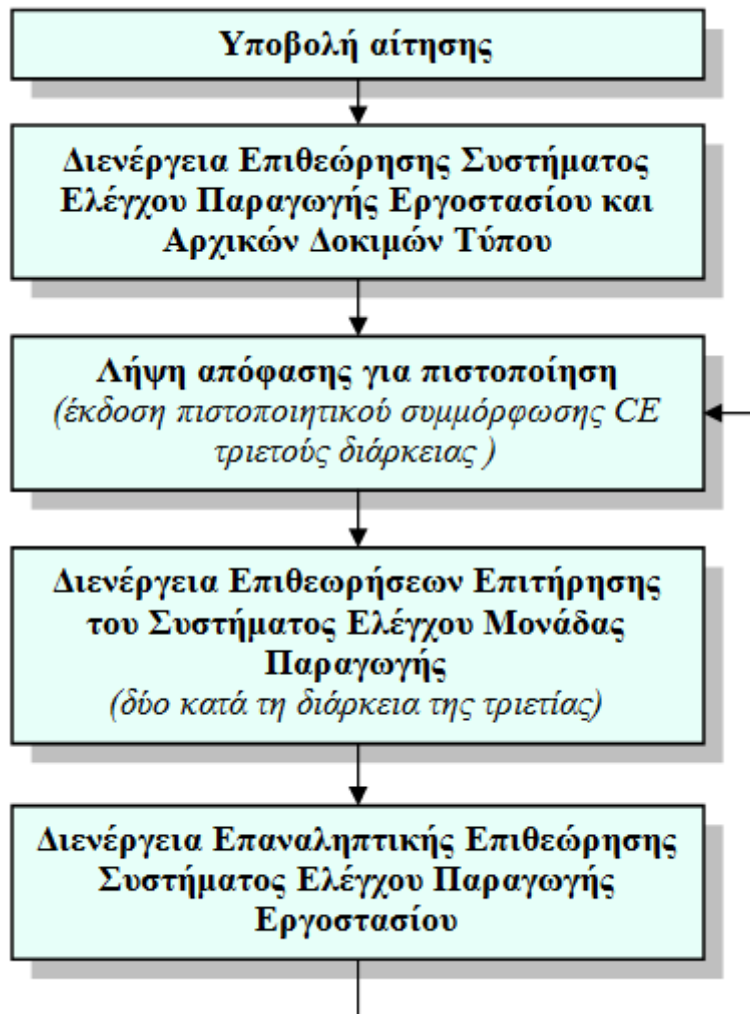 Υποβολή αίτησης
Διενέργεια Επιθεώρησης Συστήματος
Ελέγχου Παραγωγής Εργοστασίου και
Αρχικών Δοκιμών Τύπου
Λήψη απόφασης για πιστοποίηση
(έκδοση πιστοποιητικού συμμόρφωσης CE
τριετούς διάρκειας )
Διενέργεια Επιθεωρήσεων Επιτήρησης
του Συστήματος Ελέγχου Μονάδας
Παραγωγής
(δύο κατά τη διάρκεια της τριετίας)
Διενέργεια Επαναληπτικής Επιθεώρησης
Συστήματος Ελέγχου Παραγωγής
Εργοστασίου